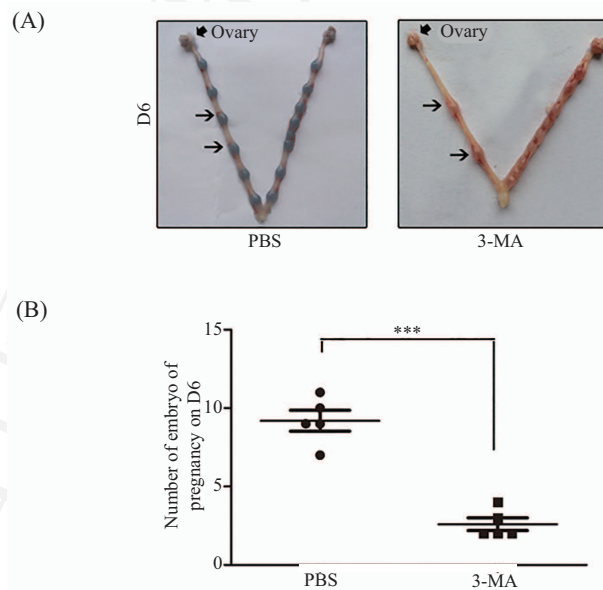 (A)
Ovary
Ovary
D6
PBS
3-MA
(B)
Number of embryo of
pregnancy on D6
15
10
5
0
***
PBS
3-MA